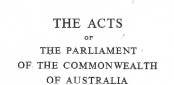 THE ACTS
OF
THE PARLIAMENT
OF THE COMMONWEALTH
OF AUSTRALIA